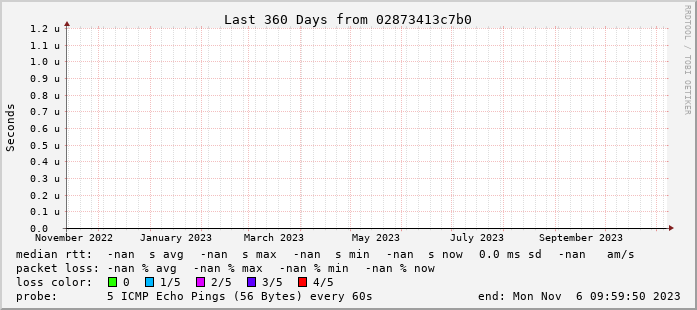 Last 360 Days from 02873413c7b0
RRDTOOL / TOBI OETIKER
Seconds
1.2 u
1.1 u
1.0 u
0.9 u
0.8 u
0.7 u
0.6 u
0.5 u
0.4 u
0.3 u
0.2 u
0.1 u
0.0
November 2022 January 2023 March 2023 May 2023 July 2023 September 2023
median rtt: -nan s avg -nan s max -nan s min -nan s now 0.0 ms sd -nan am/s
packet loss: -nan % avg -nan % max -nan % min -nan % now
loss color: 0 1/5 2/5 3/5 4/5
probe: 5 ICMP Echo Pings (56 Bytes) every 60s end: Mon Nov 6 09:59:50 2023